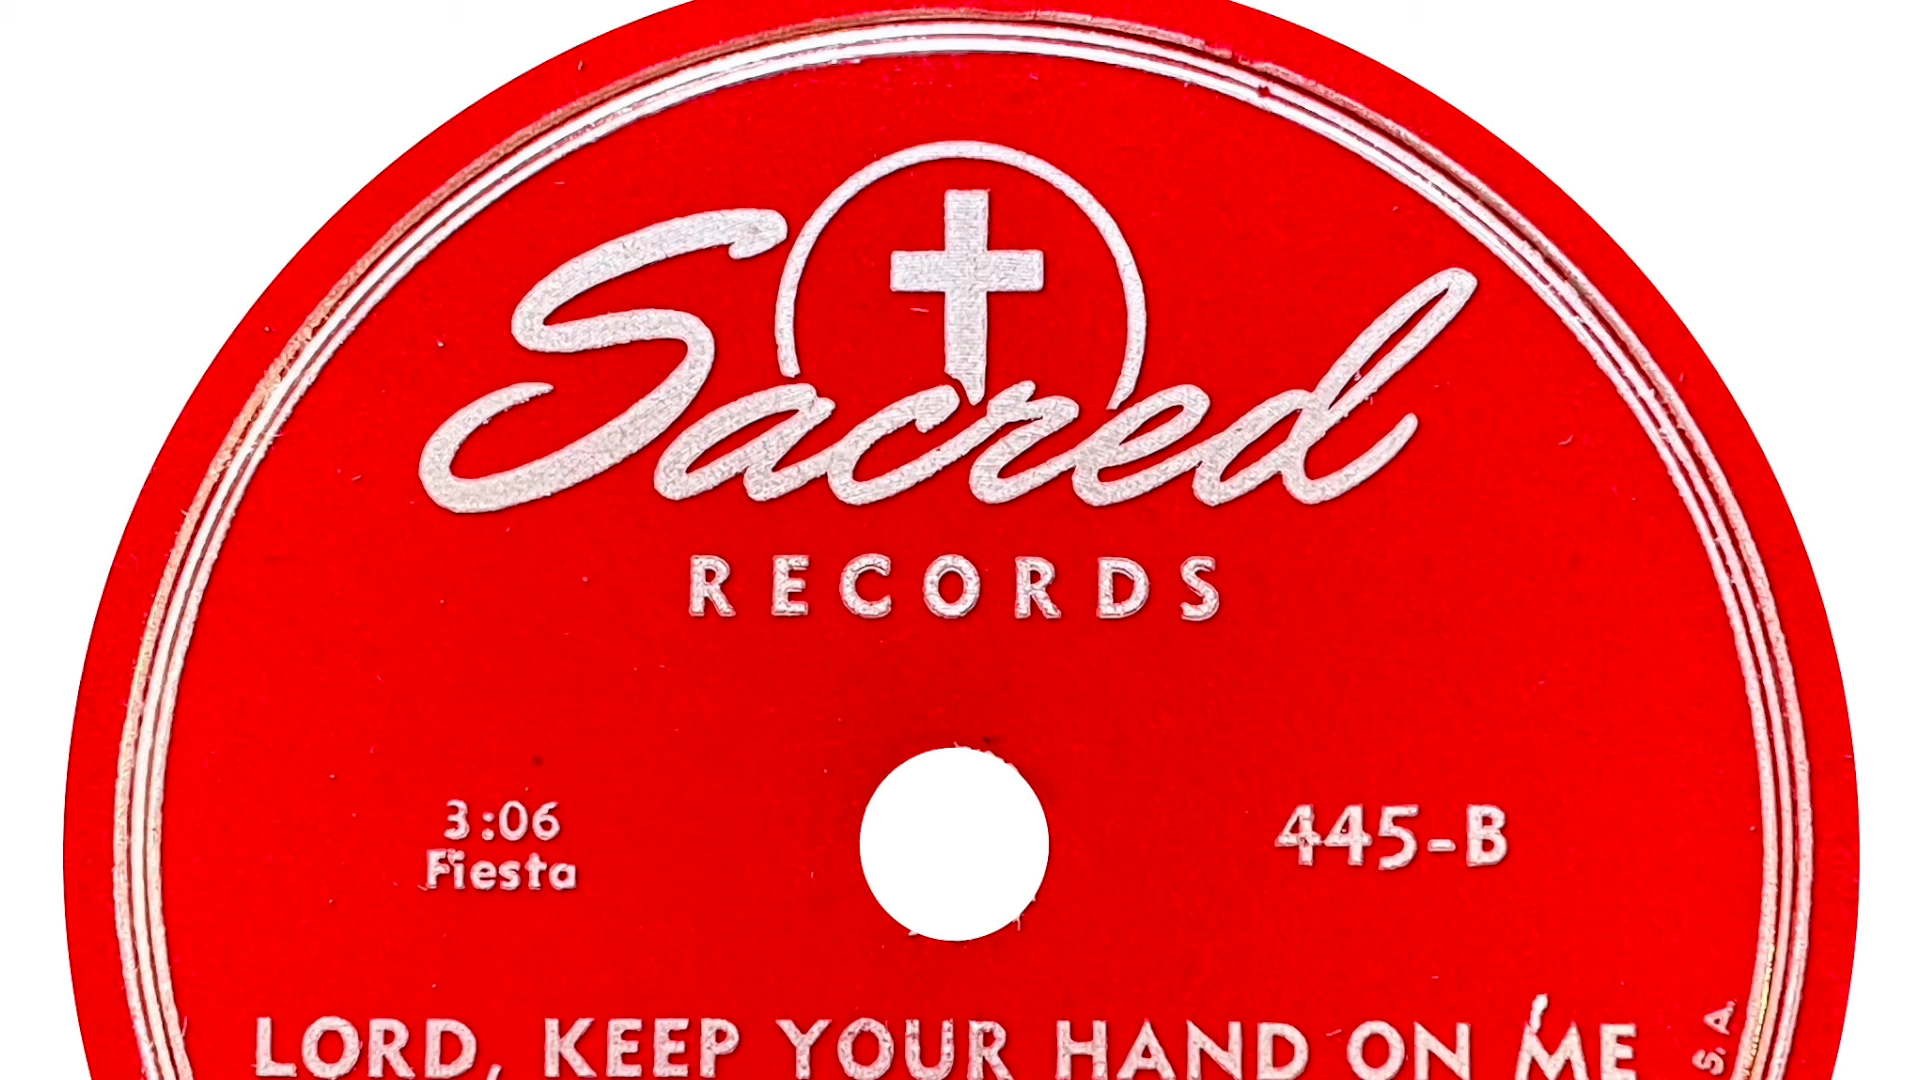 Sacred
RECORDS
3:06
Fiesta
445-B
LORD, KEEP YOUR HAND ON ME
S. A.